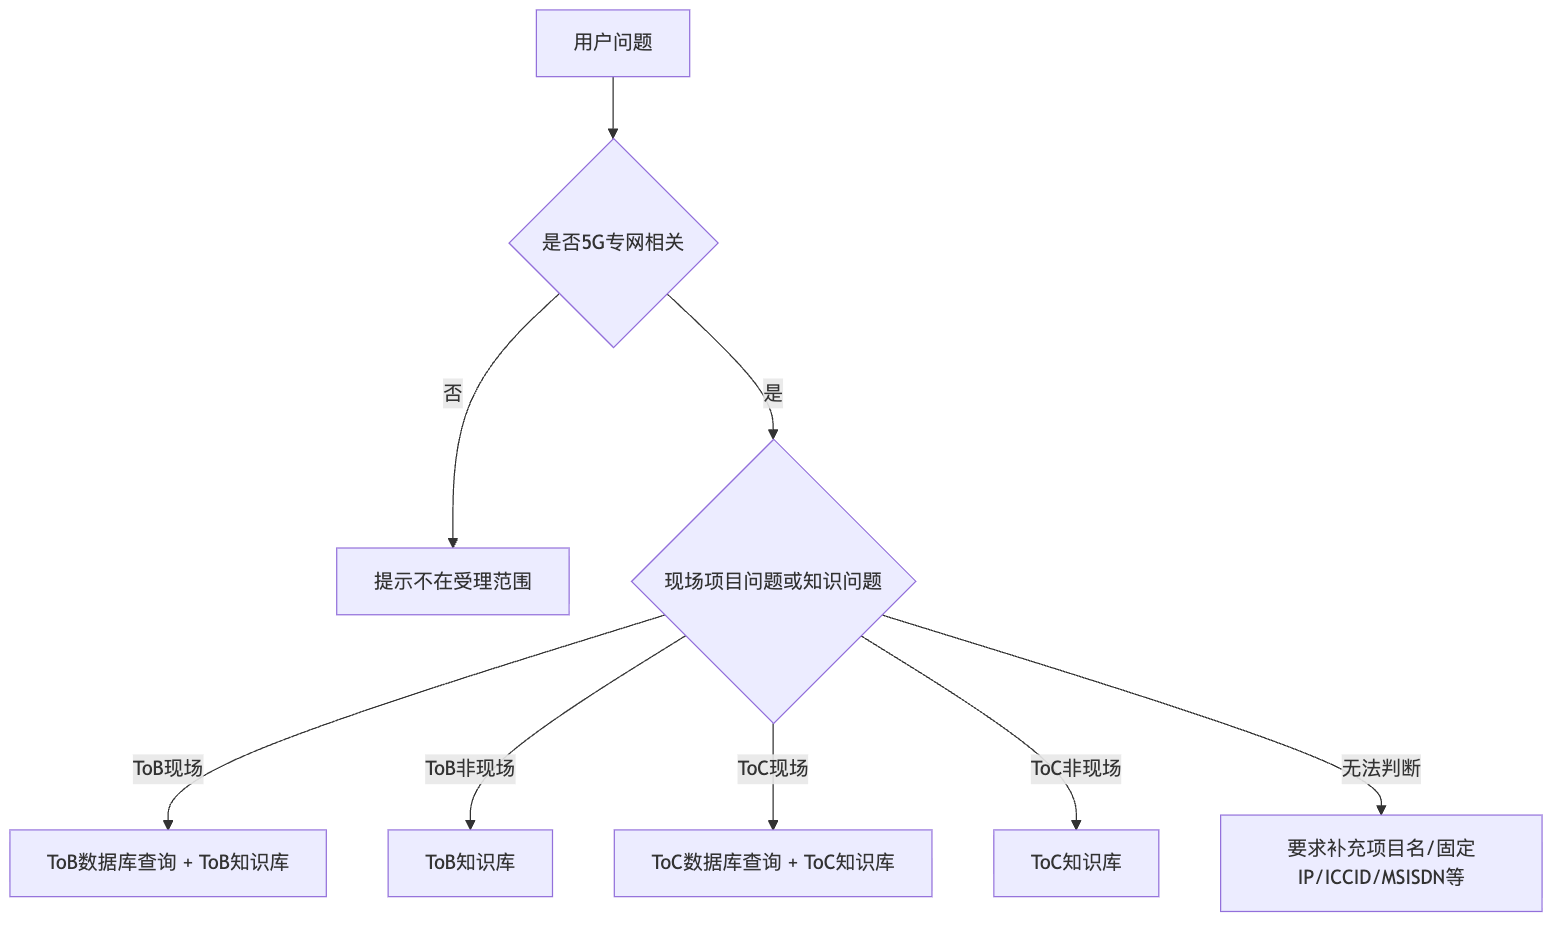 用户问题
是否5G专网相关
否
是
提示不在受理范围
现场项目问题或知识问题
ToB现场
ToB非现场
ToC现场
ToC非现场
无法判断
ToB数据库查询 + ToB知识库
ToB知识库
ToC数据库查询 + ToC知识库
ToC知识库
要求补充项目名/固定
IP/ICCID/MSISDN等